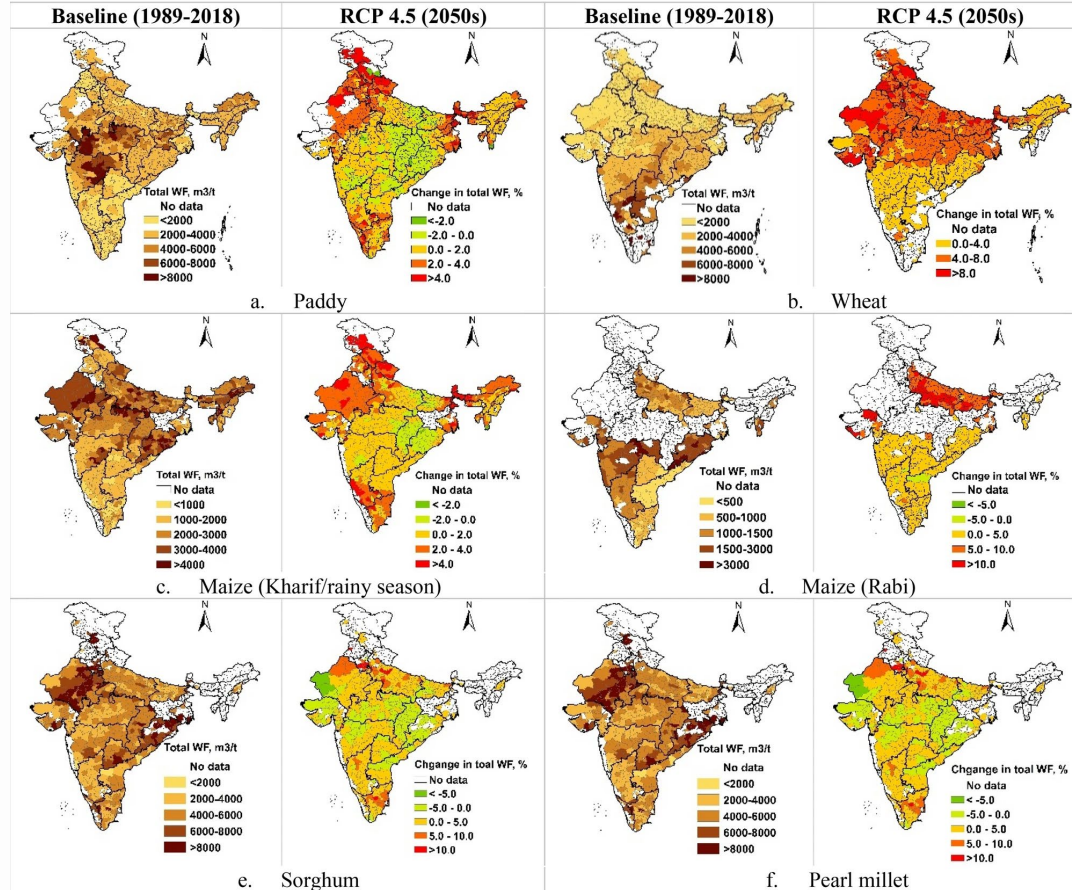 Baseline (1989-2018) RCP 4.5 (2050s) Baseline (1989-2018) RCP 4.5 (2050s)
N
Total WF, m3/t
No data
<2000
2000-4000
4000-6000
6000-8000
>8000
N
Change in total WF, %
No data
<-2.0
-2.0 - 0.0
0.0 - 2.0
2.0 - 4.0
>4.0
N
Total WF, m3/t
No data
<2000
2000-4000
4000-6000
6000-8000
>8000
N
Change in total WF, %
No data
0.0-4.0
4.0-8.0
>8.0
a. Paddy
b. Wheat
N
Total WF, m3/t
No data
<1000
1000-2000
2000-3000
3000-4000
>4000
N
Change in total WF, %
No data
< -2.0
-2.0 - 0.0
0.0 - 2.0
2.0 - 4.0
>4.0
N
Total WF, m3/t
No data
<500
500-1000
1000-1500
1500-3000
>3000
N
Change in total WF, %
No data
< -5.0
-5.0 - 0.0
0.0 - 5.0
5.0 - 10.0
>10.0
c. Maize (Kharif/rainy season)
d. Maize (Rabi)
N
Total WF, m3/t
No data
<2000
2000-4000
4000-6000
6000-8000
>8000
N
Chgange in toal WF, %
No data
< -5.0
-5.0 - 0.0
0.0 - 5.0
5.0 - 10.0
>10.0
N
Total WF, m3/t
No data
<2000
2000-4000
4000-6000
6000-8000
>8000
N
Chgange in toal WF, %
No data
< -5.0
-5.0 - 0.0
0.0 - 5.0
5.0 - 10.0
>10.0
e. Sorghum
f. Pearl millet